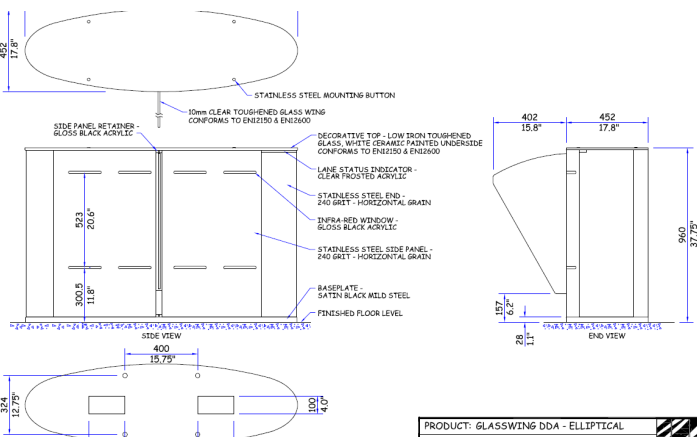 452
17.8"
STAINLESS STEEL MOUNTING BUTTON
10mm CLEAR TOUGHENED GLASS WING
CONFORMS TO EN12150 & EN12600
SIDE PANEL RETAINER -
GLOSS BLACK ACRYLIC
DECORATIVE TOP - LOW IRON TOUGHENED
GLASS, WHITE CERAMIC PAINTED UNDERSIDE
CONFORMS TO EN12150 & EN12600
LANE STATUS INDICATOR -
CLEAR FROSTED ACRYLIC
STAINLESS STEEL END -
240 GRIT - HORIZONTAL GRAIN
INFRA-RED WINDOW -
GLOSS BLACK ACRYLIC
STAINLESS STEEL SIDE PANEL -
240 GRIT - HORIZONTAL GRAIN
BASEPLATE -
SATIN BLACK MILD STEEL
FINISHED FLOOR LEVEL
523
20.6"
300.5
11.8"
SIDE VIEW
402
15.8"
452
17.8"
960
37.75"
157
6.2"
28
1.1"
END VIEW
400
15.75"
324
12.75"
100
4.0"
PRODUCT: GLASSWING DDA - ELLIPTICAL